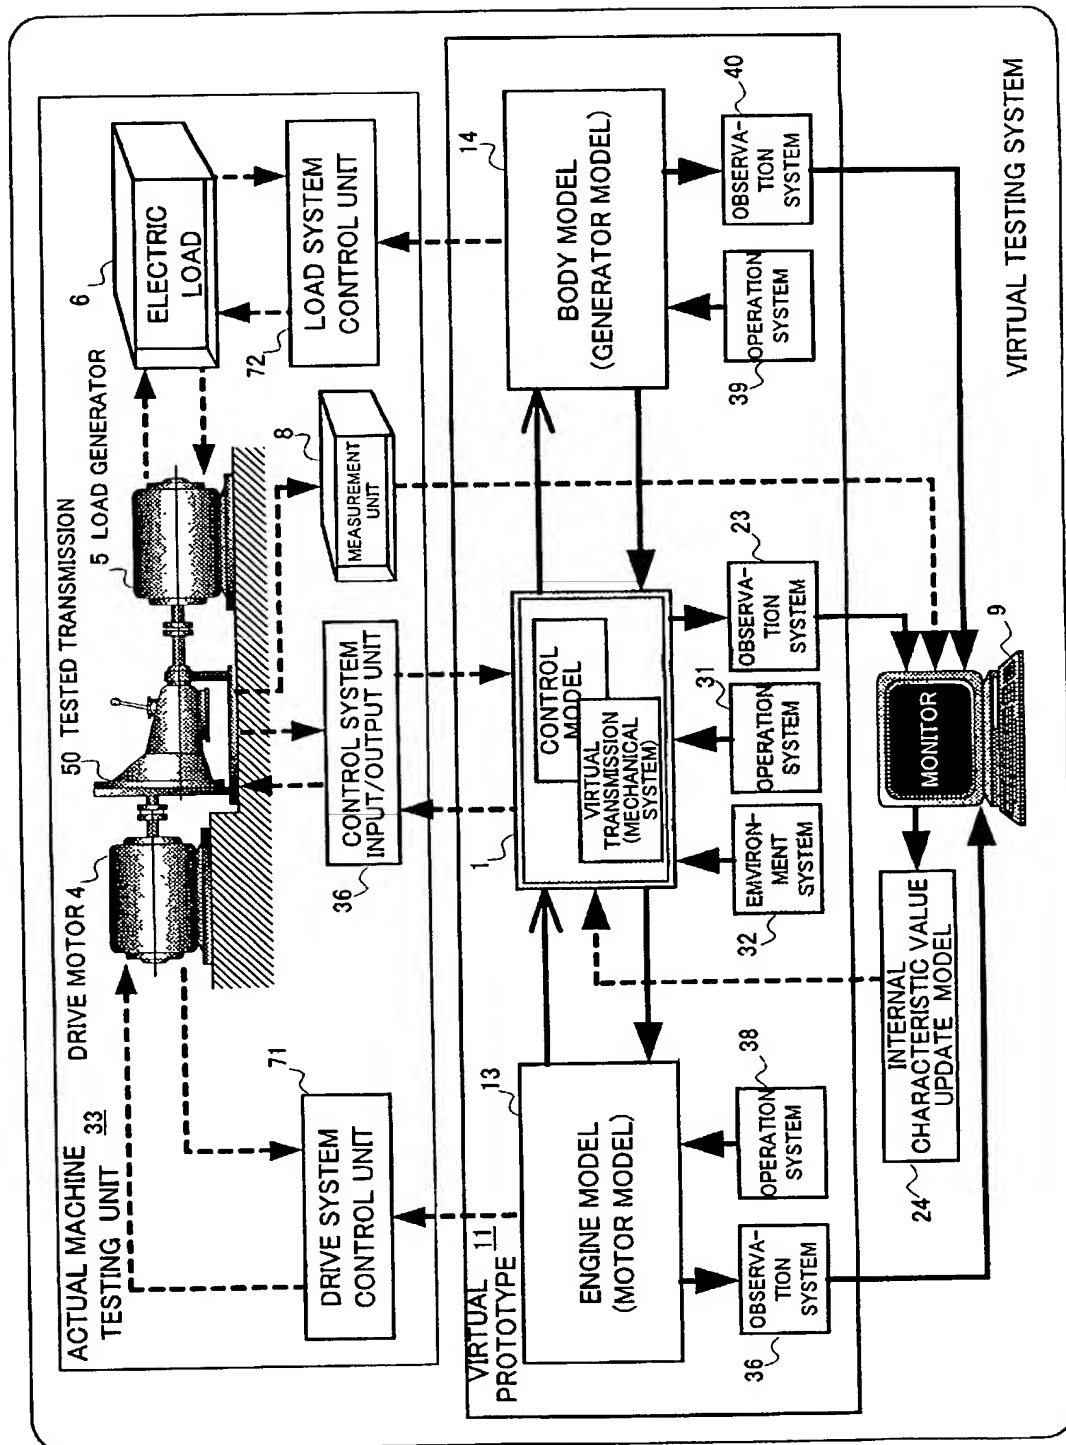 ACTUAL MACHINE
TESTING UNIT
33
DRIVE MOTOR 4
50 TESTED TRANSMISSION
5 LOAD GENERATOR
6
ELECTRIC
LOAD
71
DRIVE SYSTEM
CONTROL UNIT
36
CONTROL SYSTEM
INPUT/OUTPUT UNIT
8
MEASUREMENT
UNIT
72
LOAD SYSTEM
CONTROL UNIT
VIRTUAL
PROTOTYPE
11
13
ENGINE MODEL
(MOTOR MODEL)
1
CONTROL
MODEL
VIRTUAL
TRANSMISSION
(MECHANICAL
SYSTEM)
14
BODY MODEL
(GENERATOR MODEL)
36
OBSERVA-
TION
SYSTEM
38
OPERATION
SYSTEM
32
EMVIRON-
MENT
SYSTEM
31
OPERATION
SYSTEM
23
OBSERVA-
TION
SYSTEM
39
OPERATION
SYSTEM
40
OBSERVA-
TION
SYSTEM
24
INTERNAL
CHARACTERISTIC VALUE
UPDATE MODEL
MONITOR
9
VIRTUAL TESTING SYSTEM